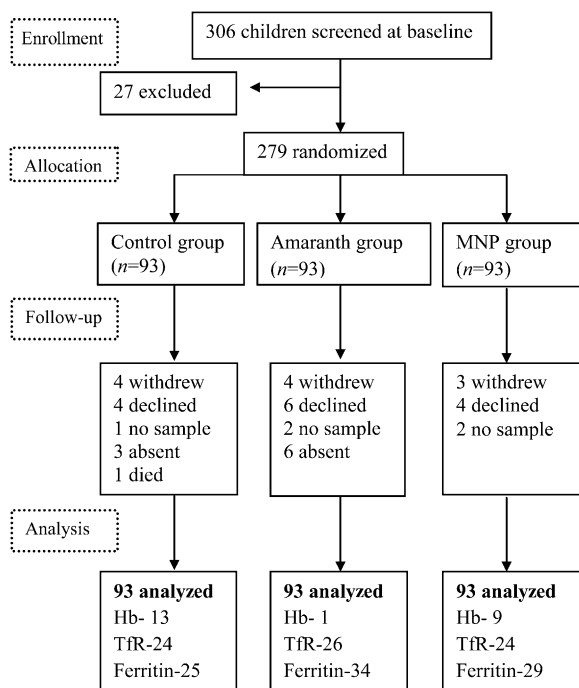 Enrollment
306 children screened at baseline
27 excluded
279 randomized
Allocation
Control group
(n=93)
Amaranth group
(n=93)
MNP group
(n=93)
Follow-up
4 withdrew
4 declined
1 no sample
3 absent
1 died
4 withdrew
6 declined
2 no sample
6 absent
3 withdrew
4 declined
2 no sample
Analysis
93 analyzed
Hb- 13
TfR-24
Ferritin-25
93 analyzed
Hb- 1
TfR-26
Ferritin-34
93 analyzed
Hb- 9
TfR-24
Ferritin-29